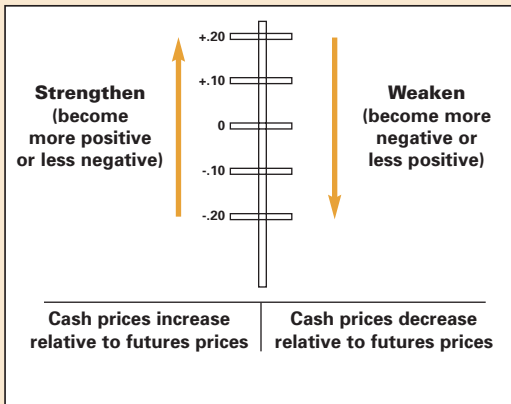 +.20
+.10
0
-.10
-.20
Strengthen
(become
more positive
or less negative)
Weaken
(become more
negative or
less positive)
Cash prices increase
relative to futures prices
Cash prices decrease
relative to futures prices